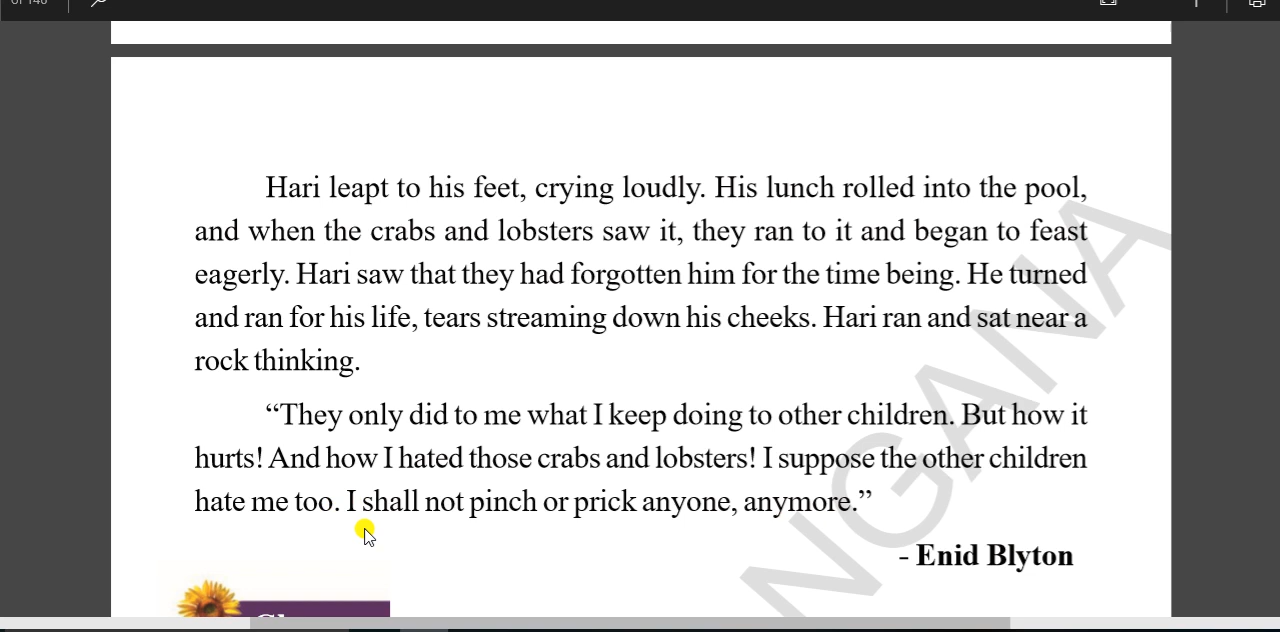 of 148
Hari leapt to his feet, crying loudly. His lunch rolled into the pool,
and when the crabs and lobsters saw it, they ran to it and began to feast
eagerly. Hari saw that they had forgotten him for the time being. He turned
and ran for his life, tears streaming down his cheeks. Hari ran and sat near a
rock thinking.
“They only did to me what I keep doing to other children. But how it
hurts! And how I hated those crabs and lobsters! I suppose the other children
hate me too. I shall not pinch or prick anyone, anymore.”
- Enid Blyton
NGANA